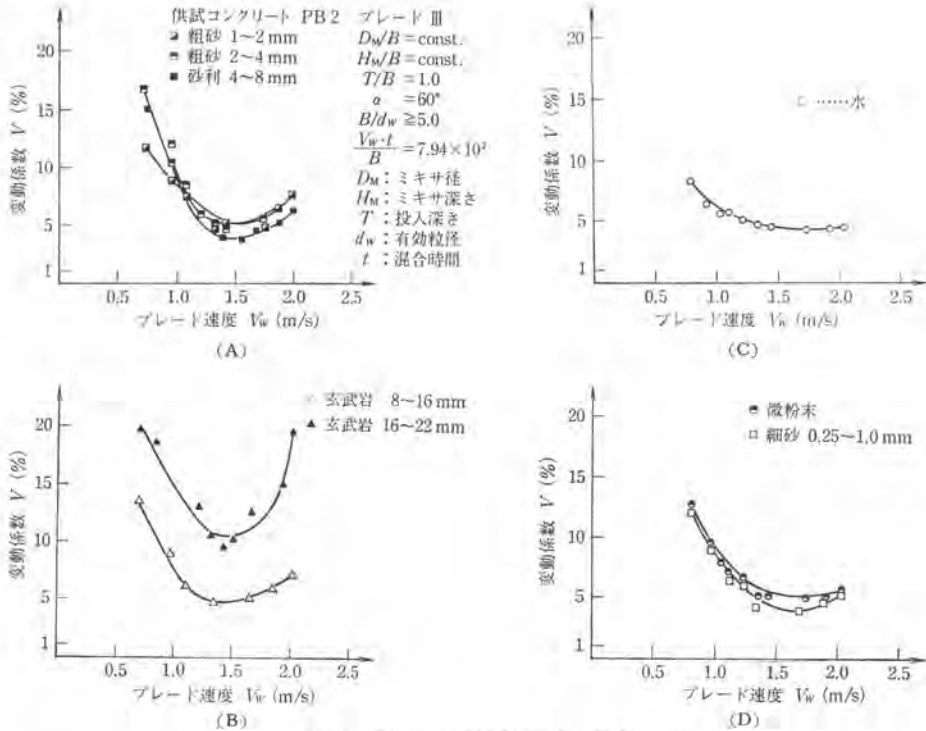 供試コンクリート PB 2 ブレード Ⅲ
粗砂 1～2 mm
粗砂 2～4 mm
砂利 4～8 mm
D_M/B = const.
H_M/B = const.
T/B = 1.0
α = 60°
B/d_w ≧ 5.0
V_w・t/B = 7.94×10²
D_M：ミキサ径
H_M：ミキサ深さ
T：投入深さ
d_w：有効粒径
t：混合時間
変動係数 V (%)
20
15
10
5
1
0.5 1.0 1.5 2.0 2.5
ブレード速度 V_w (m/s)
(A)
……水
変動係数 V (%)
20
15
10
5
1
0.5 1.0 1.5 2.0 2.5
ブレード速度 V_w (m/s)
(C)
玄武岩 8～16 mm
玄武岩 16～22 mm
変動係数 V (%)
20
15
10
5
1
0.5 1.0 1.5 2.0 2.5
ブレード速度 V_w (m/s)
(B)
微粉末
細砂 0.25～1.0 mm
変動係数 V (%)
20
15
10
5
1
0.5 1.0 1.5 2.0 2.5
ブレード速度 V_w (m/s)
(D)